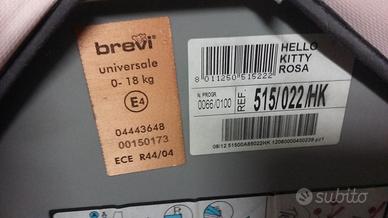 brevi
universale
0-18 kg
E4
04443648
00150173
ECE R44/04
8 011250 515222
HELLO
KITTY
ROSA
N. PROGR.
0066/0100
REF.
515/022/HK
subito